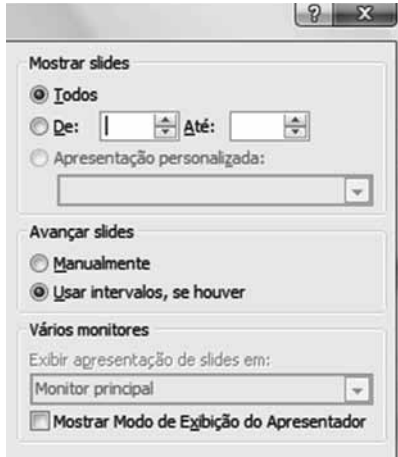 ? X
Mostrar slides
Todos
De: Até:
Apresentação personalizada:
Avançar slides
Manualmente
Usar intervalos, se houver
Vários monitores
Exibir apresentação de slides em:
Monitor principal
Mostrar Modo de Exibição do Apresentador